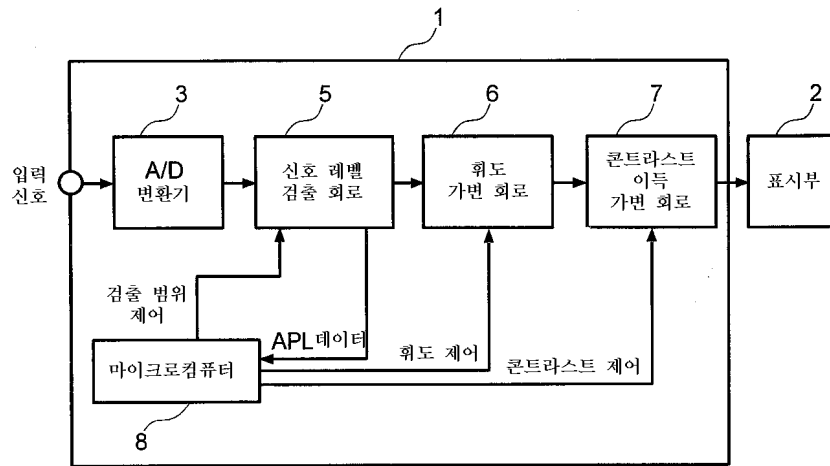 1
3
5
6
7
2
입력
신호
A/D
변환기
신호 레벨
검출 회로
휘도
가변 회로
콘트라스트
이득
가변 회로
표시부
검출 범위
제어
APL데이터
휘도 제어
콘트라스트 제어
마이크로컴퓨터
8